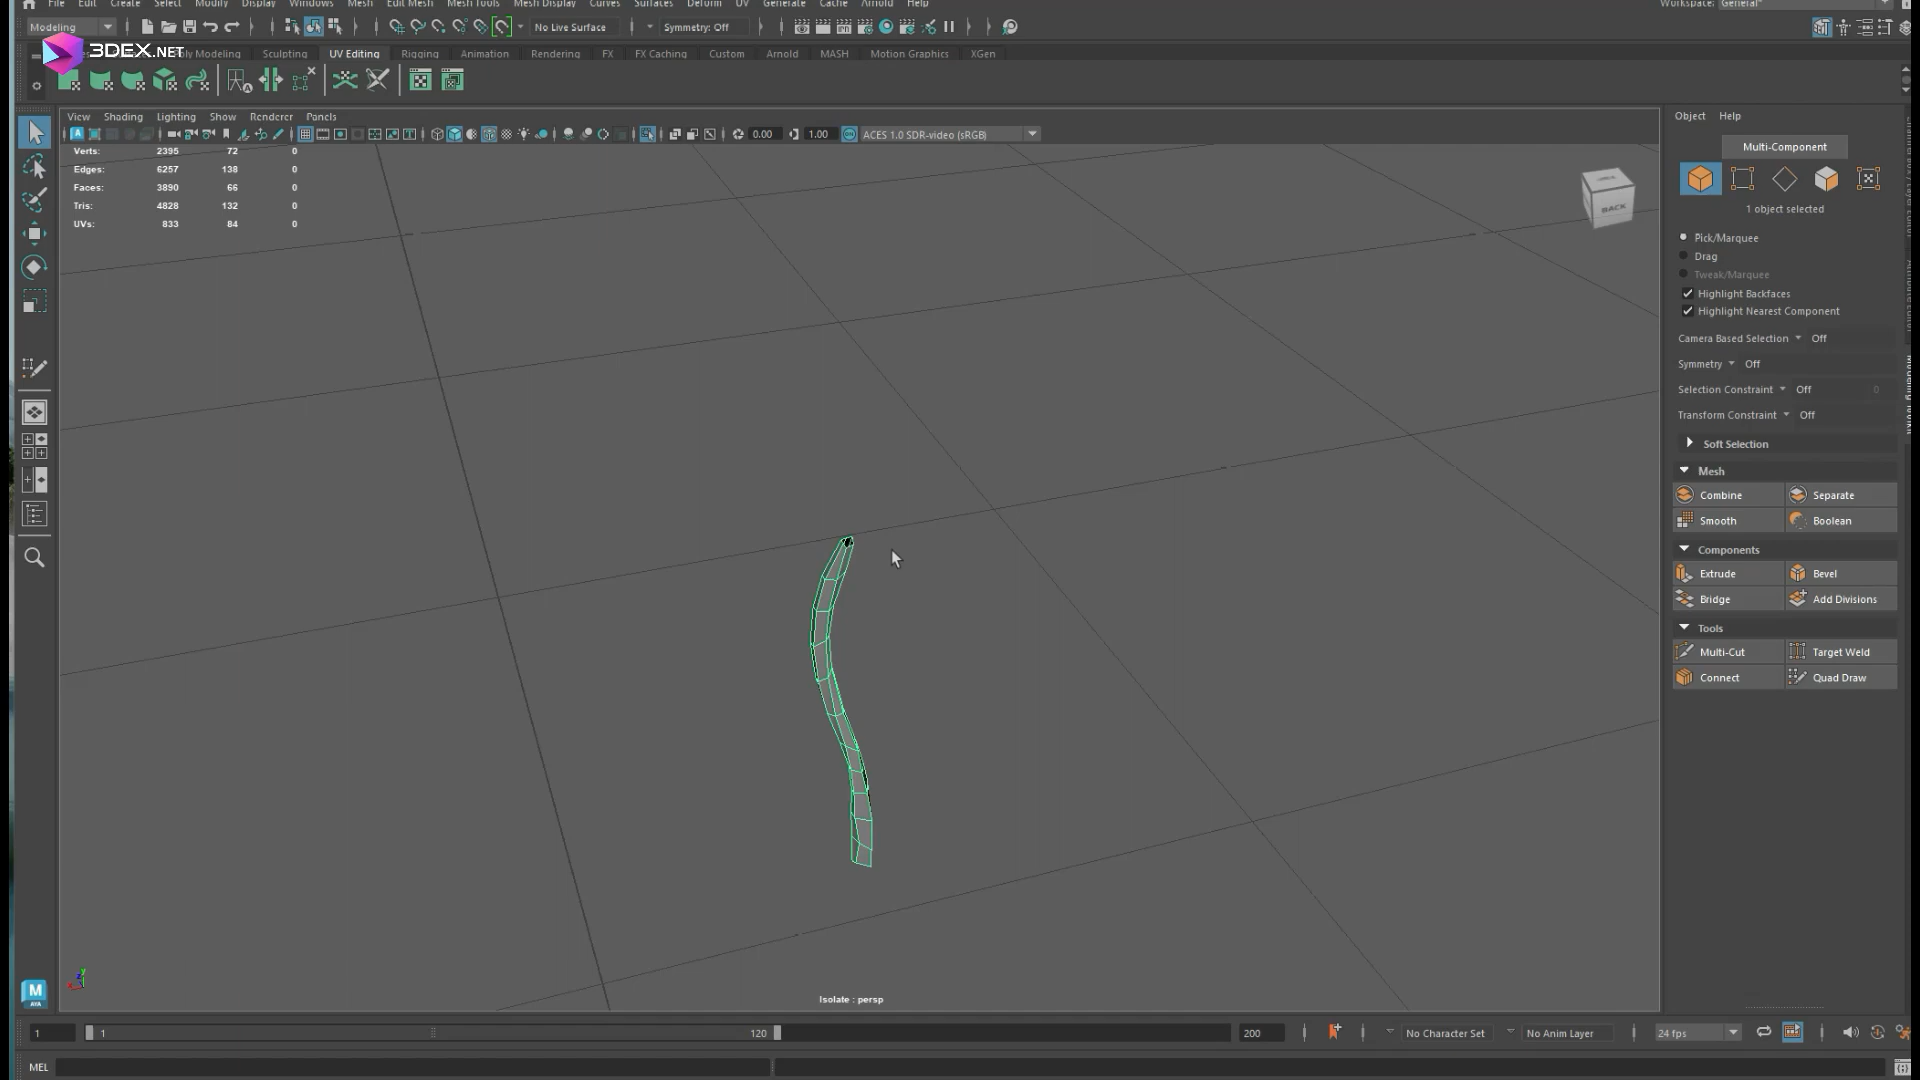 File Edit Create Select Modify Display Windows Mesh Edit Mesh Mesh Tools Mesh Display Curves Surfaces Deform UV Generate Cache Arnold Help Workspace: General*
Modeling No Live Surface Symmetry: Off
3DEX.NET
ly Modeling Sculpting UV Editing Rigging Animation Rendering FX FX Caching Custom Arnold MASH Motion Graphics XGen
View Shading Lighting Show Renderer Panels
0.00 1.00 ACES 1.0 SDR-video (sRGB)
Verts: 2395 72 0
Edges: 6257 138 0
Faces: 3890 66 0
Tris: 4828 132 0
UVs: 833 84 0
BACK
Object Help
Multi-Component
1 object selected
Pick/Marquee
Drag
Tweak/Marquee
Highlight Backfaces
Highlight Nearest Component
Camera Based Selection Off
Symmetry Off
Selection Constraint Off 0
Transform Constraint Off
Soft Selection
Mesh
Combine Separate
Smooth Boolean
Components
Extrude Bevel
Bridge Add Divisions
Tools
Multi-Cut Target Weld
Connect Quad Draw
M
AYA
Isolate : persp
1 1 120 200 No Character Set No Anim Layer 24 fps
MEL